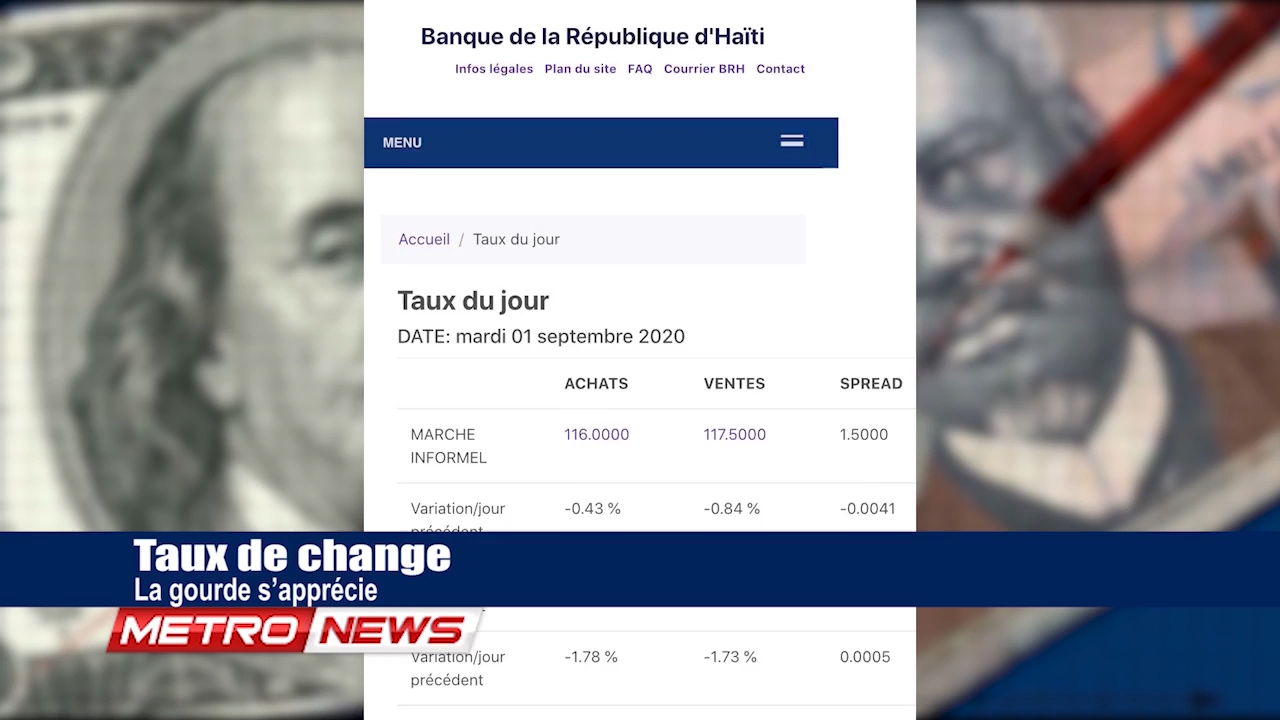 Banque de la République d'Haïti
Infos légales Plan du site FAQ Courrier BRH Contact
MENU
Accueil / Taux du jour
Taux du jour
DATE: mardi 01 septembre 2020
ACHATS VENTES SPREAD
MARCHE INFORMEL 116.0000 117.5000 1.5000
Variation/jour précédent -0.43 % -0.84 % -0.0041
Taux de change
La gourde s’apprécie
METRO NEWS
Variation/jour précédent -1.78 % -1.73 % 0.0005